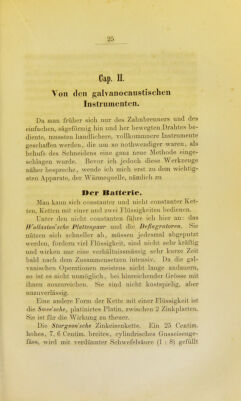 25
Cap. II.
Von den galvanocaustischen
Instrumenten.
Da man früher sich nur des Zahnbrenners und des
einfachen, sägeförmig hin und her bewegten Drahtes be-
diente, mussten handlichere, vollkommnere Instrumente
geschaffen werden, die um so nothwendiger waren, als
behufs des Schneidens eine ganz neue Methode einge-
schlagen wurde. Bevor ich jedoch diese Werkzeuge
näher bespreche, wende ich mich erst zu dem wichtig-
sten Apparate, der Wärmequelle, nämlich zu
Der Batterie.
Man kann sich constanter und nicht constanter Ket-
ten, Ketten mit einer und zwei Flüssigkeiten bedienen.
Unter den nicht constanten führe ich hier an: das
Wollaston'sche Plattenpaar und die Deflagratoren. Sie
nützen sich schneller ab, müssen jedesmal abgeputzt
werden, fordern viel Flüssigkeit, sind nicht sehr kräftig
und wirken nur eine verhältnissmässig sehr kurze Zeit
bald nach dem Zusammensetzen intensiv. Da die gal-
vanischen Operationen meistens nicht lange andauern,
so ist es nicht unmöglich, bei hinreichender Grösse mit
ihnen auszureichen. Sie sind nicht kostspielig, aber
unzuverlässig.
Eine andere Form der Kette mit einer Flüssigkeit ist
die Smee'sche, platinirtes Platin, zwischen 2 Zinkplatten.
Sie ist für die Wirkung zu theuer.
Die Sturgeon'sche Zinkeisenkette. Ein 25 Centim.
hohes, 7,6 Centim. breites, cylindrisches Gusseisenge-
fäss, wird mit verdünnter Schwefelsäure (1 : 8) gefüllt